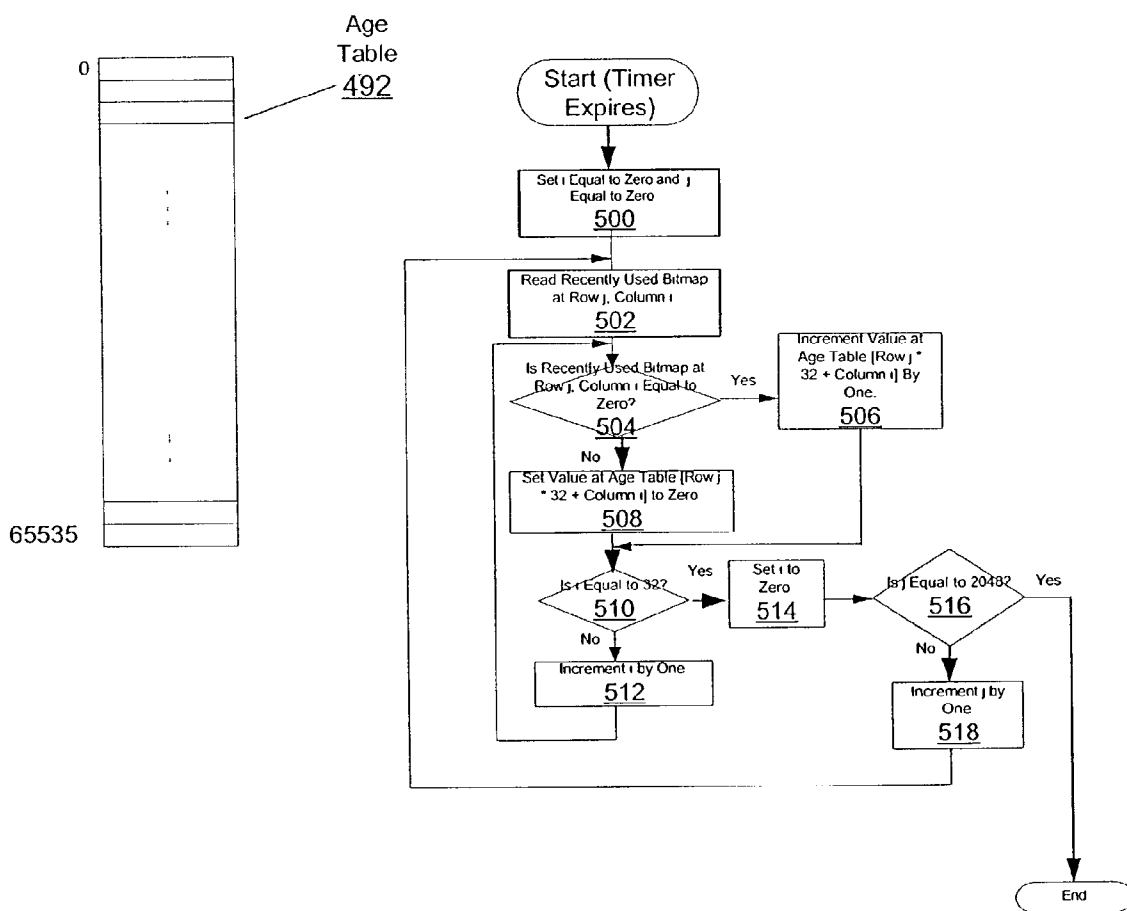 Age
Table
492
0
65535
Start (Timer
Expires)
Set i Equal to Zero and j
Equal to Zero
500
Read Recently Used Bitmap
at Row j, Column i
502
Is Recently Used Bitmap at
Row j, Column i Equal to
Zero?
504
Yes
Increment Value at
Age Table [Row j *
32 + Column i] By
One.
506
No
Set Value at Age Table [Row j
* 32 + Column i] to Zero
508
Is i Equal to 32?
510
Yes
Set i to
Zero
514
Is j Equal to 2048?
516
Yes
No
Increment i by One
512
No
Increment j by
One
518
End